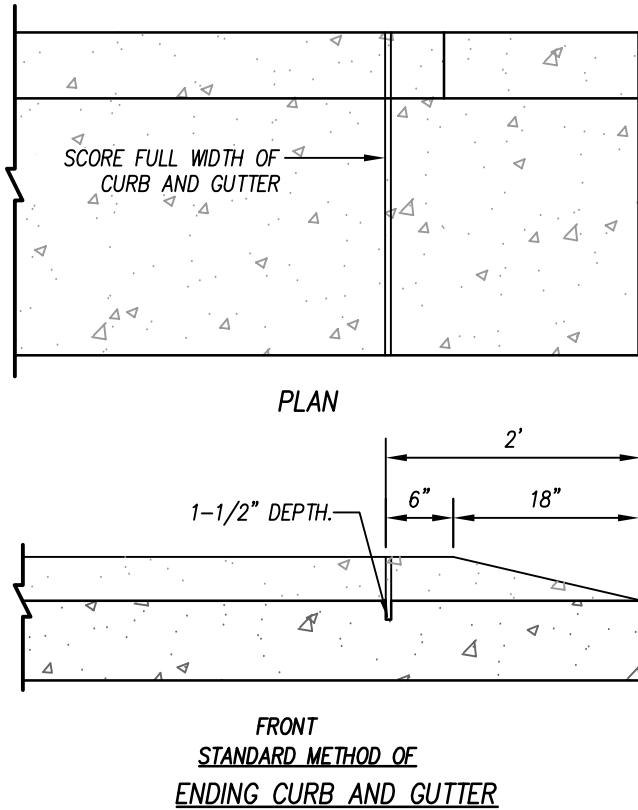 SCORE FULL WIDTH OF
CURB AND GUTTER
PLAN
2'
6"
18"
1-1/2" DEPTH.
FRONT
STANDARD METHOD OF
ENDING CURB AND GUTTER